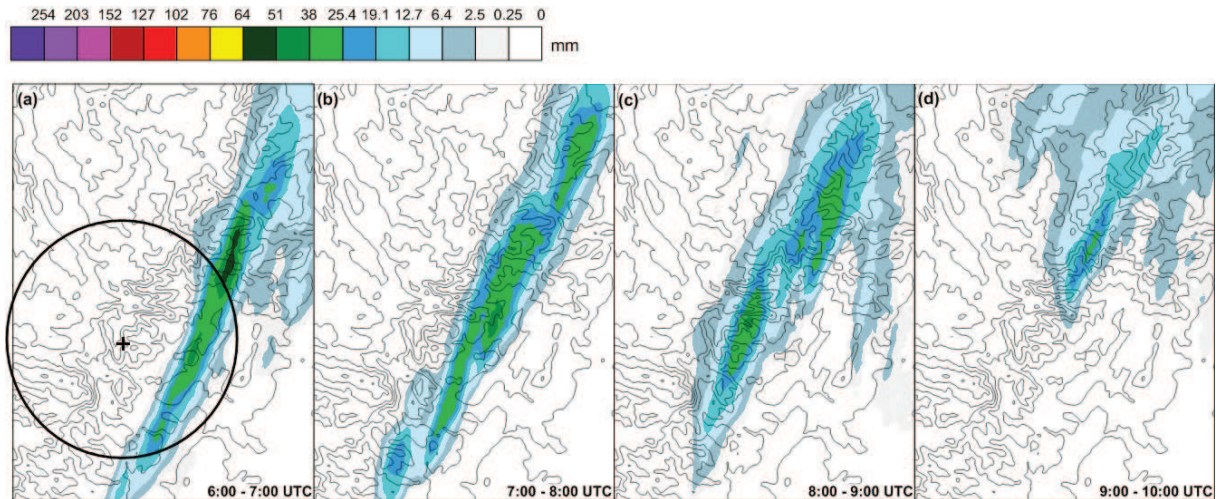 254 203 152 127 102 76 64 51 38 25.4 19.1 12.7 6.4 2.5 0.25 0
mm
(a) (b) (c) (d)
6:00 - 7:00 UTC 7:00 - 8:00 UTC 8:00 - 9:00 UTC 9:00 - 10:00 UTC